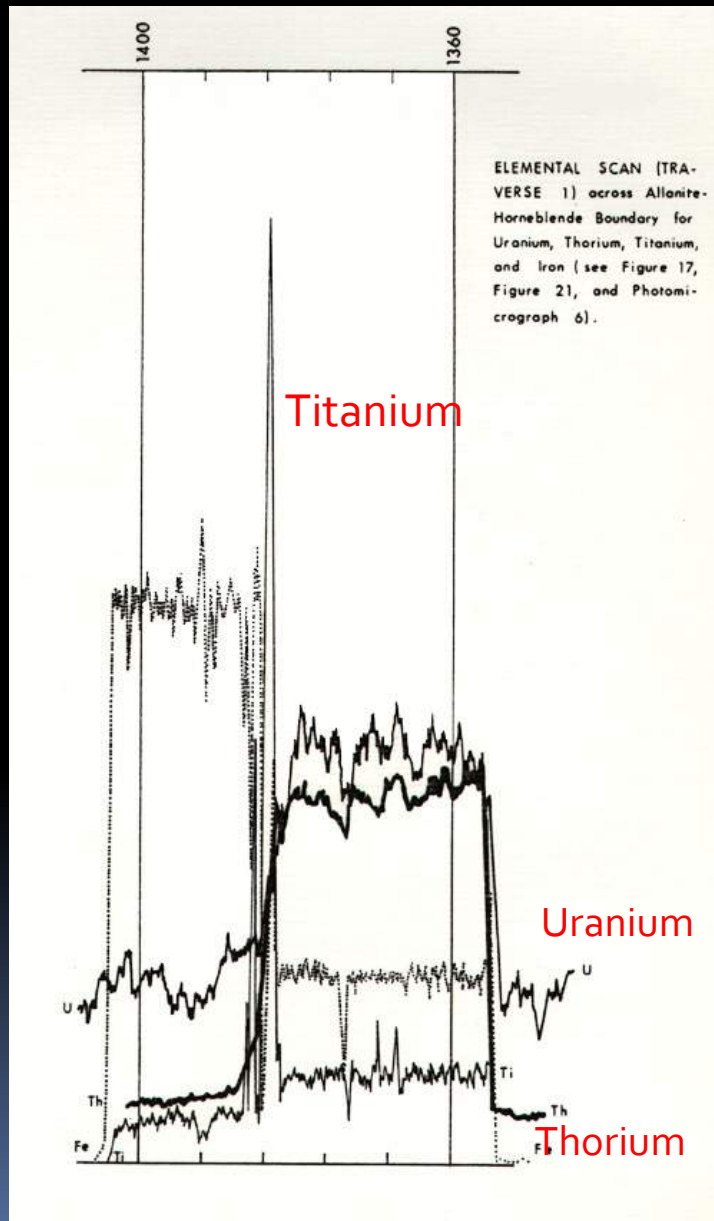 1400
1360
ELEMENTAL SCAN (TRA-
VERSE 1) across Allanite-
Horneblende Boundary for
Uranium, Thorium, Titanium,
and Iron (see Figure 17,
Figure 21, and Photomi-
crograph 6).
Titanium
Uranium
U
U
Ti
Th
Th
Fe
Ti
Thorium
Fe